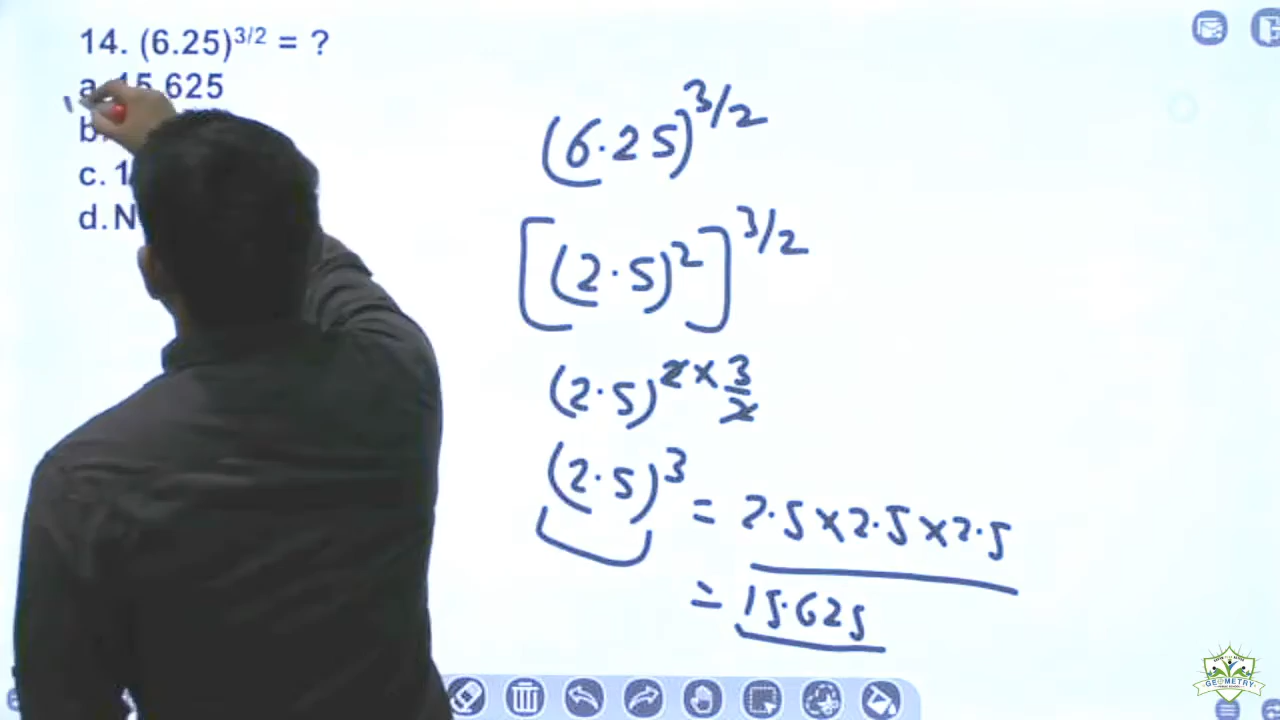 14. (6.25)^3/2 = ?
a. 15.625
b.
c. 1
d. N
(6.25)^3/2
[(2.5)^2]^3/2
(2.5)^2×3/2
(2.5)^3 = 2.5×2.5×2.5
= 15.625
GEOMETRY